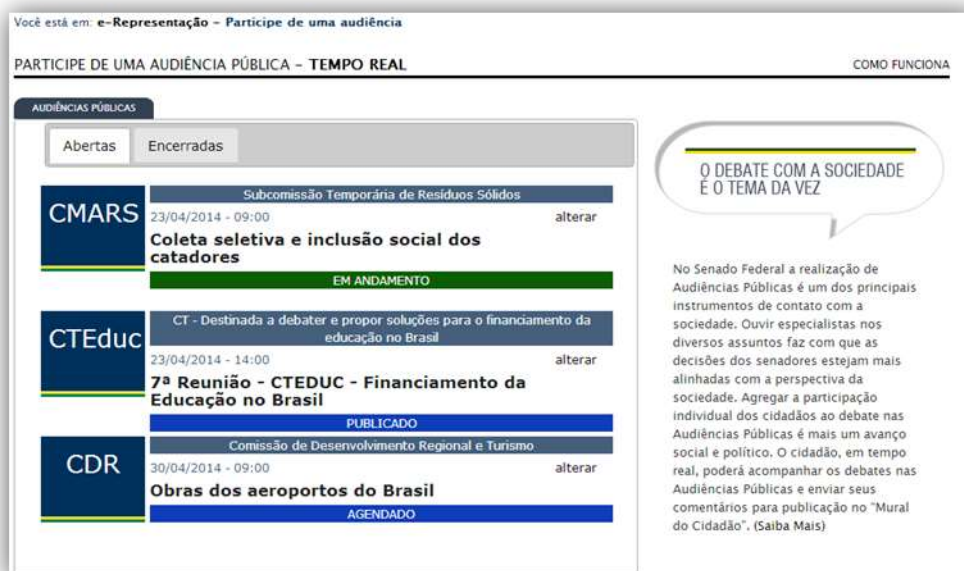 Você está em: e-Representação - Participe de uma audiência
PARTICIPE DE UMA AUDIÊNCIA PÚBLICA - TEMPO REAL
COMO FUNCIONA
AUDIÊNCIAS PÚBLICAS
Abertas
Encerradas
CMARS
Subcomissão Temporária de Resíduos Sólidos
23/04/2014 - 09:00
alterar
Coleta seletiva e inclusão social dos
catadores
EM ANDAMENTO
CTEduc
CT - Destinada a debater e propor soluções para o financiamento da
educação no Brasil
23/04/2014 - 14:00
alterar
7ª Reunião - CTEDUC - Financiamento da
Educação no Brasil
PUBLICADO
CDR
Comissão de Desenvolvimento Regional e Turismo
30/04/2014 - 09:00
alterar
Obras dos aeroportos do Brasil
AGENDADO
O DEBATE COM A SOCIEDADE
É O TEMA DA VEZ
No Senado Federal a realização de
Audiências Públicas é um dos principais
instrumentos de contato com a
sociedade. Ouvir especialistas nos
diversos assuntos faz com que as
decisões dos senadores estejam mais
alinhadas com a perspectiva da
sociedade. Agregar a participação
individual dos cidadãos ao debate nas
Audiências Públicas é mais um avanço
social e político. O cidadão, em tempo
real, poderá acompanhar os debates nas
Audiências Públicas e enviar seus
comentários para publicação no "Mural
do Cidadão". (Saiba Mais)